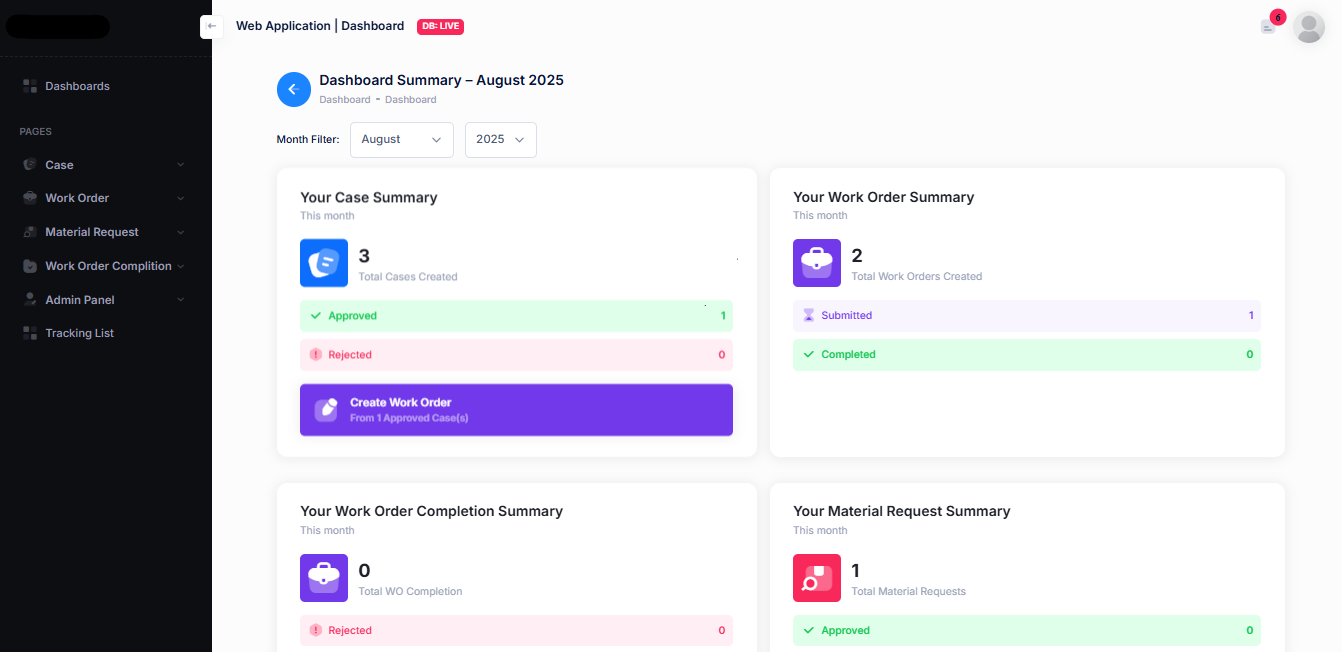 Web Application | Dashboard DB: LIVE
6
Dashboards
PAGES
Case
Work Order
Material Request
Work Order Complition
Admin Panel
Tracking List
Dashboard Summary – August 2025
Dashboard - Dashboard
Month Filter: August 2025
Your Case Summary
This month
3
Total Cases Created
Approved 1
Rejected 0
Create Work Order
From 1 Approved Case(s)
Your Work Order Summary
This month
2
Total Work Orders Created
Submitted 1
Completed 0
Your Work Order Completion Summary
This month
0
Total WO Completion
Rejected 0
Your Material Request Summary
This month
1
Total Material Requests
Approved 0